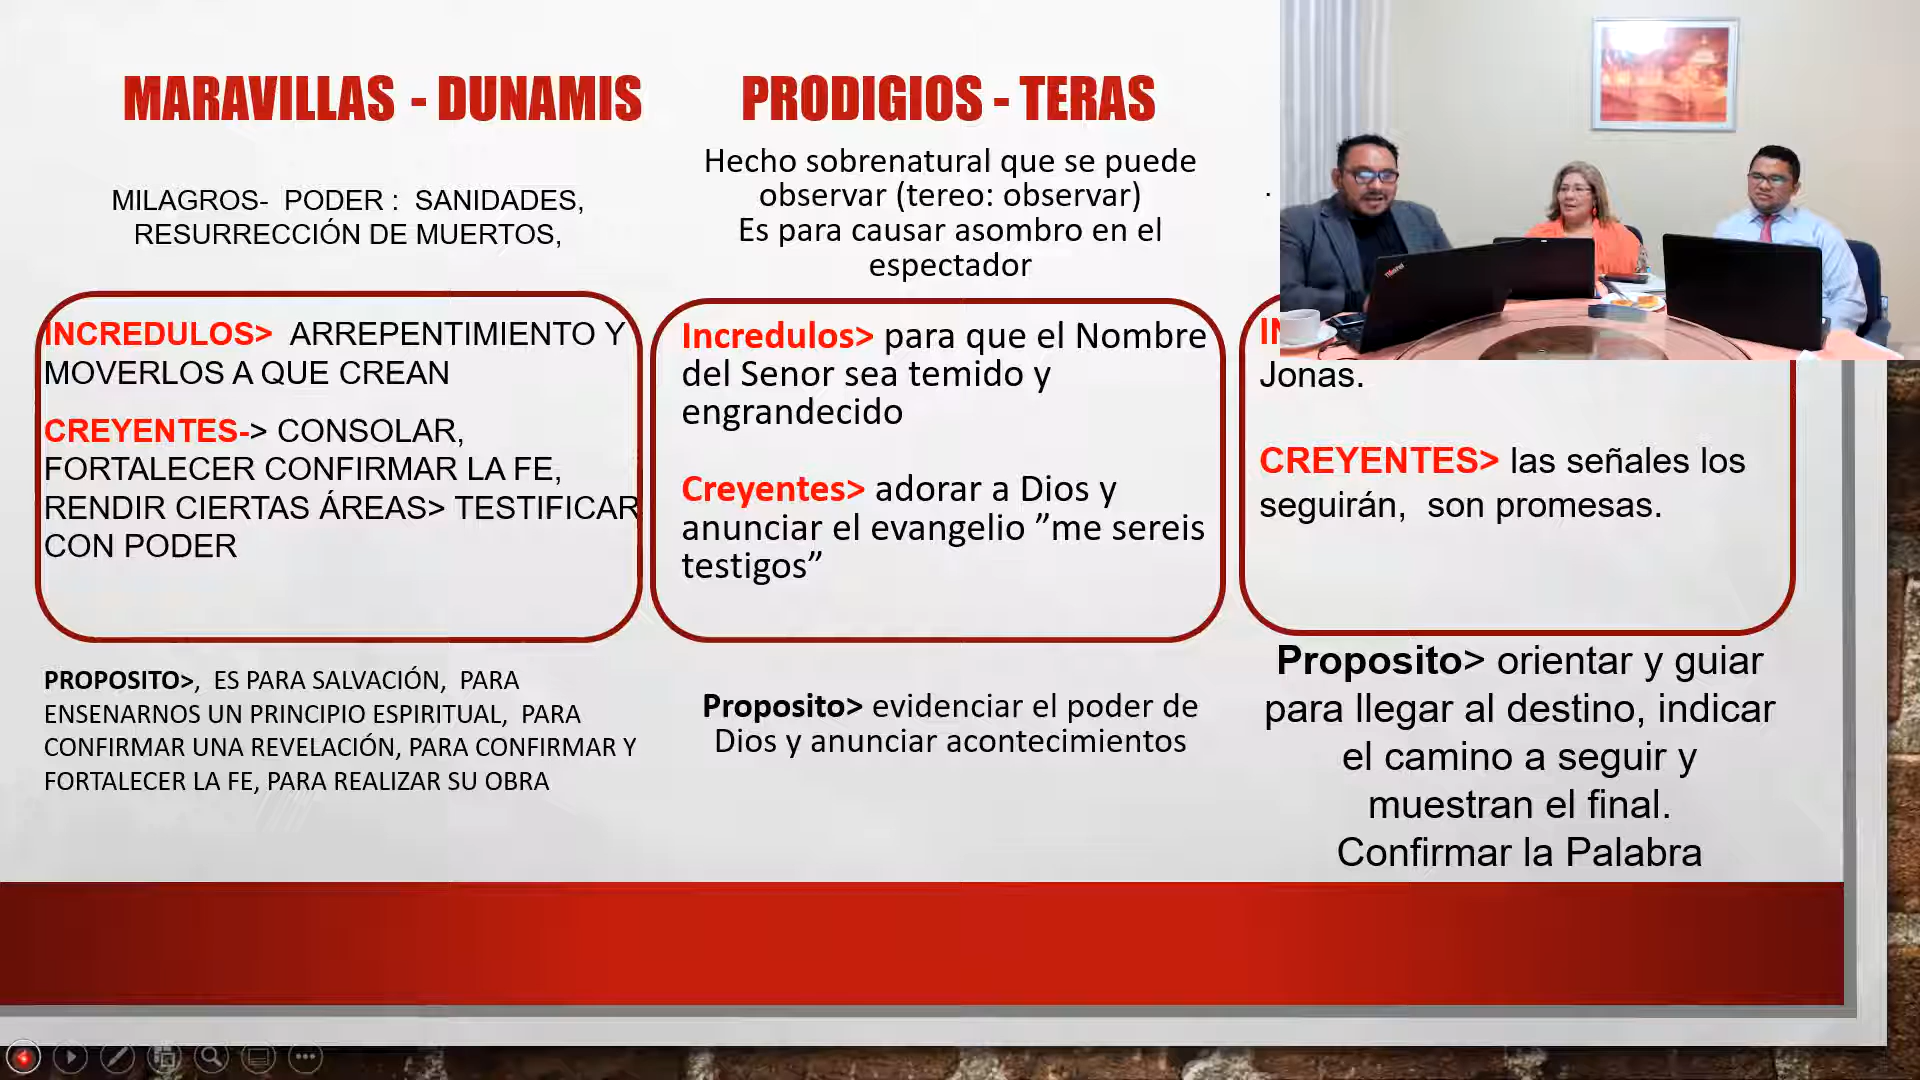 MARAVILLAS - DUNAMIS
MILAGROS- PODER : SANIDADES,
RESURRECCIÓN DE MUERTOS,
INCREDULOS> ARREPENTIMIENTO Y
MOVERLOS A QUE CREAN
CREYENTES-> CONSOLAR,
FORTALECER CONFIRMAR LA FE,
RENDIR CIERTAS ÁREAS> TESTIFICAR
CON PODER
PROPOSITO>, ES PARA SALVACIÓN, PARA
ENSENARNOS UN PRINCIPIO ESPIRITUAL, PARA
CONFIRMAR UNA REVELACIÓN, PARA CONFIRMAR Y
FORTALECER LA FE, PARA REALIZAR SU OBRA
PRODIGIOS - TERAS
Hecho sobrenatural que se puede
observar (tereo: observar)
Es para causar asombro en el
espectador
Incredulos> para que el Nombre
del Senor sea temido y
engrandecido
Creyentes> adorar a Dios y
anunciar el evangelio ”me sereis
testigos”
Proposito> evidenciar el poder de
Dios y anunciar acontecimientos
Jonas.
CREYENTES> las señales los
seguirán, son promesas.
Proposito> orientar y guiar
para llegar al destino, indicar
el camino a seguir y
muestran el final.
Confirmar la Palabra